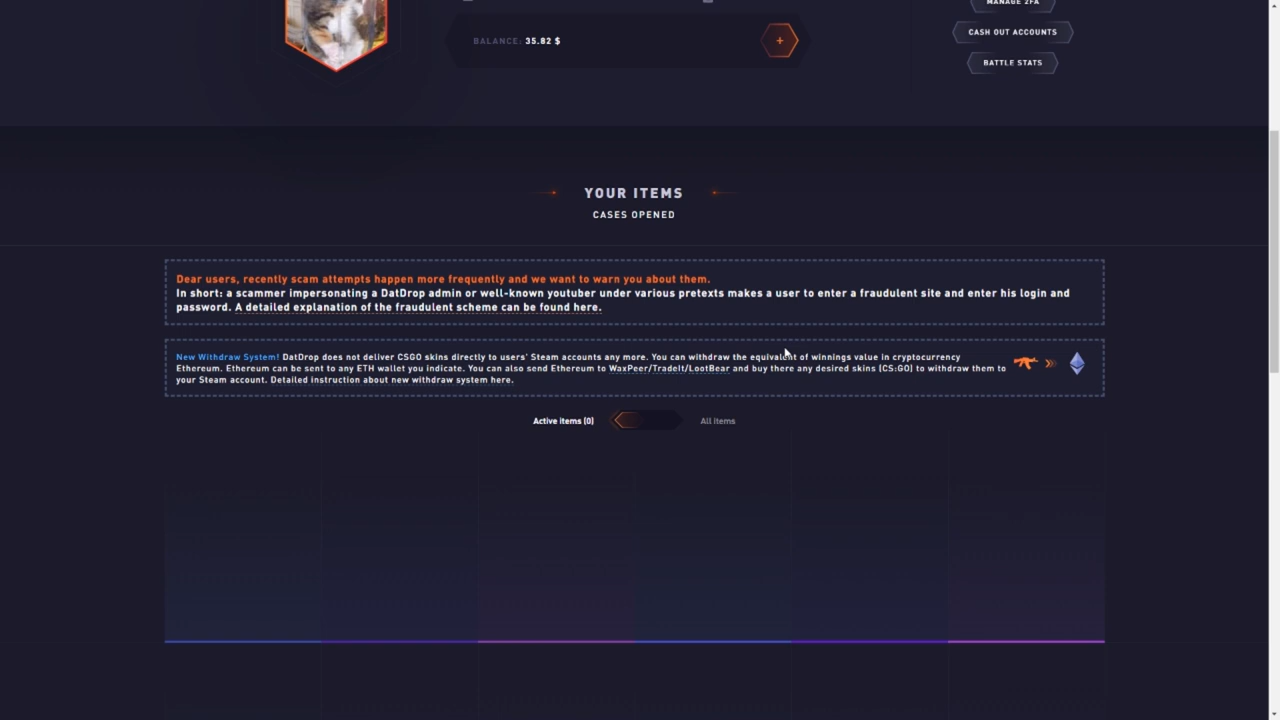 MANAGE 2FA
BALANCE: 35.82 $
+
CASH OUT ACCOUNTS
BATTLE STATS
YOUR ITEMS
CASES OPENED
Dear users, recently scam attempts happen more frequently and we want to warn you about them.
In short: a scammer impersonating a DatDrop admin or well-known youtuber under various pretexts makes a user to enter a fraudulent site and enter his login and
password. A detailed explanation of the fraudulent scheme can be found here.
New Withdraw System! DatDrop does not deliver CSGO skins directly to users' Steam accounts any more. You can withdraw the equivalent of winnings value in cryptocurrency
Ethereum. Ethereum can be sent to any ETH wallet you indicate. You can also send Ethereum to WaxPeer/TradeIt/LootBear and buy there any desired skins (CS:GO) to withdraw them to
your Steam account. Detailed instruction about new withdraw system here.
Active items (0)
All items